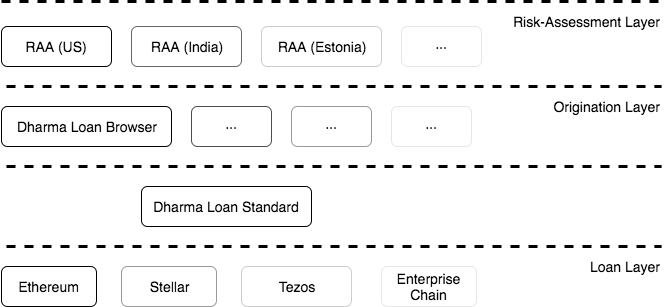 Risk-Assessment Layer
RAA (US)
RAA (India)
RAA (Estonia)
...
Origination Layer
Dharma Loan Browser
...
...
...
Dharma Loan Standard
Loan Layer
Ethereum
Stellar
Tezos
Enterprise
Chain